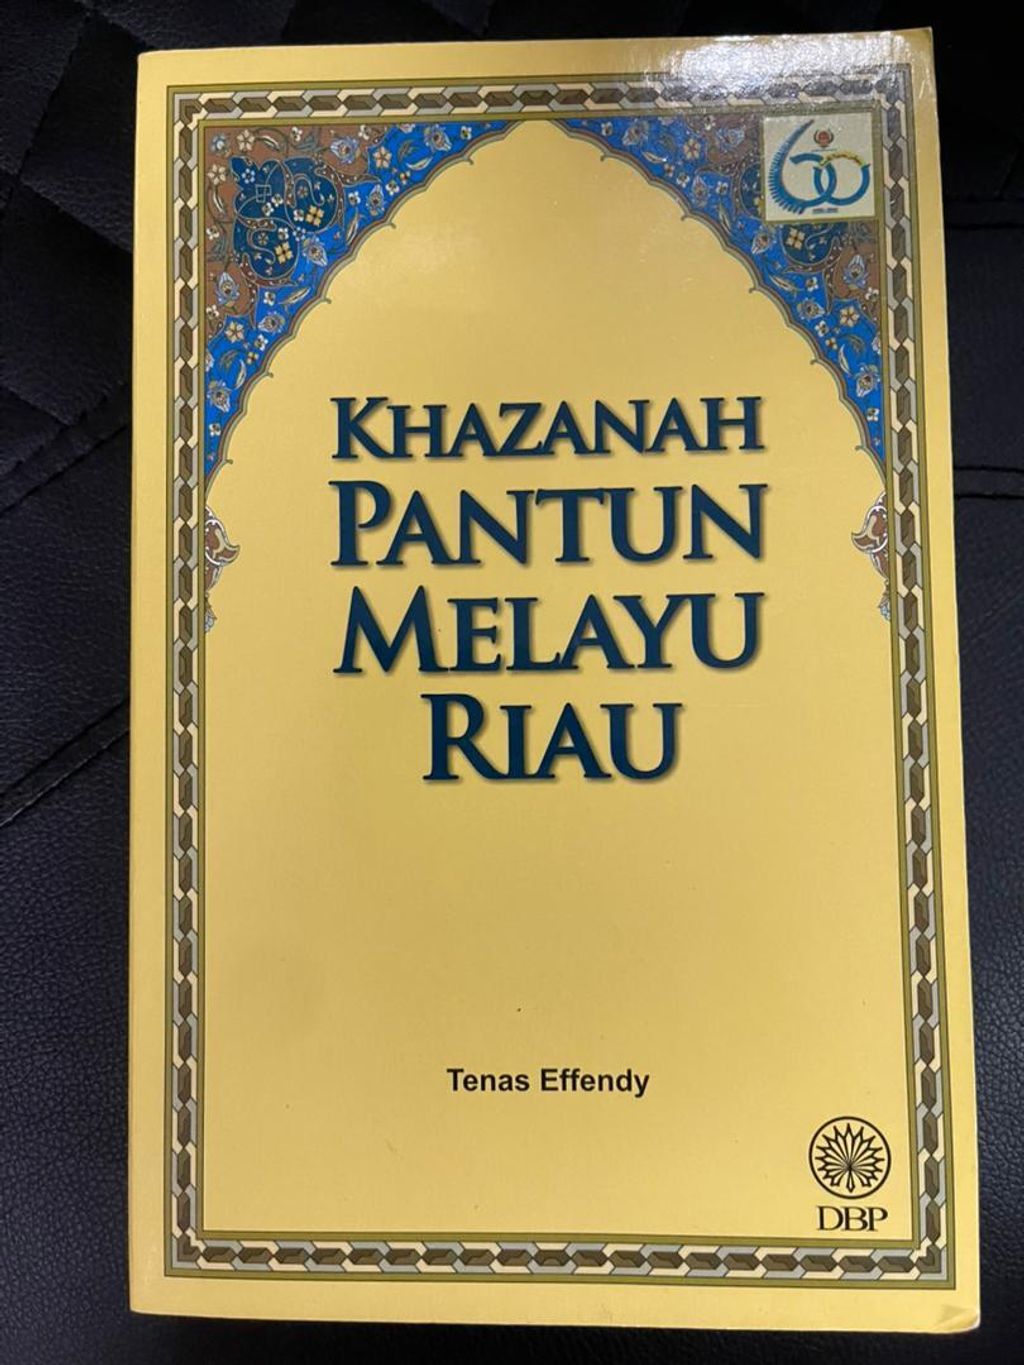 KHAZANAH
PANTUN
MELAYU
RIAU
Tenas Effendy
DBP